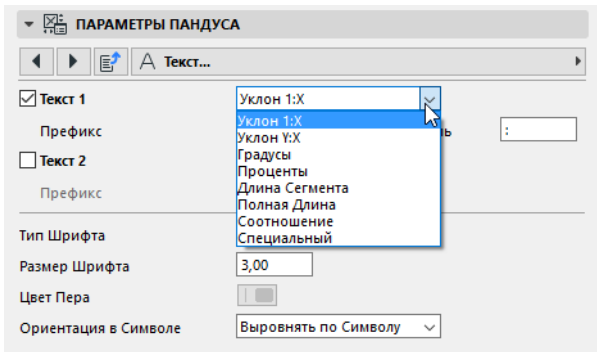 ПАРАМЕТРЫ ПАНДУСА
Текст...
Текст 1 Уклон 1:X
Префикс :
Уклон 1:X
Уклон Y:X
Градусы
Проценты
Длина Сегмента
Полная Длина
Соотношение
Специальный
Текст 2
Префикс
Тип Шрифта
Размер Шрифта 3,00
Цвет Пера
Ориентация в Символе Выровнять по Символу